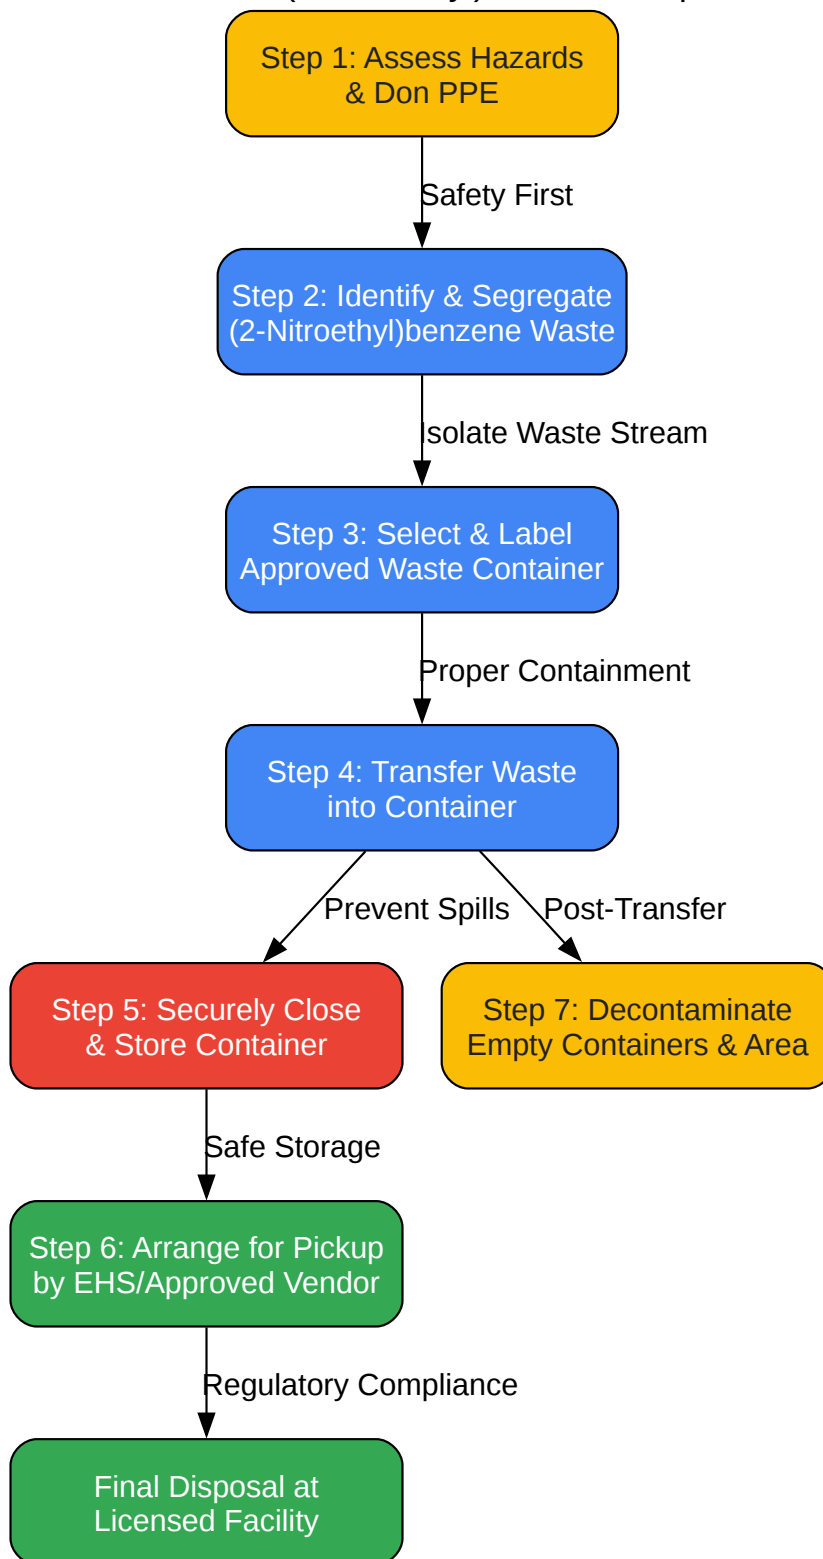 Step 1: Assess Hazards
& Don PPE
Safety First
Step 2: Identify & Segregate
(2-Nitroethyl)benzene Waste
Isolate Waste Stream
Step 3: Select & Label
Approved Waste Container
Proper Containment
Step 4: Transfer Waste
into Container
Prevent Spills
Post-Transfer
Step 5: Securely Close
& Store Container
Step 7: Decontaminate
Empty Containers & Area
Safe Storage
Step 6: Arrange for Pickup
by EHS/Approved Vendor
Regulatory Compliance
Final Disposal at
Licensed Facility